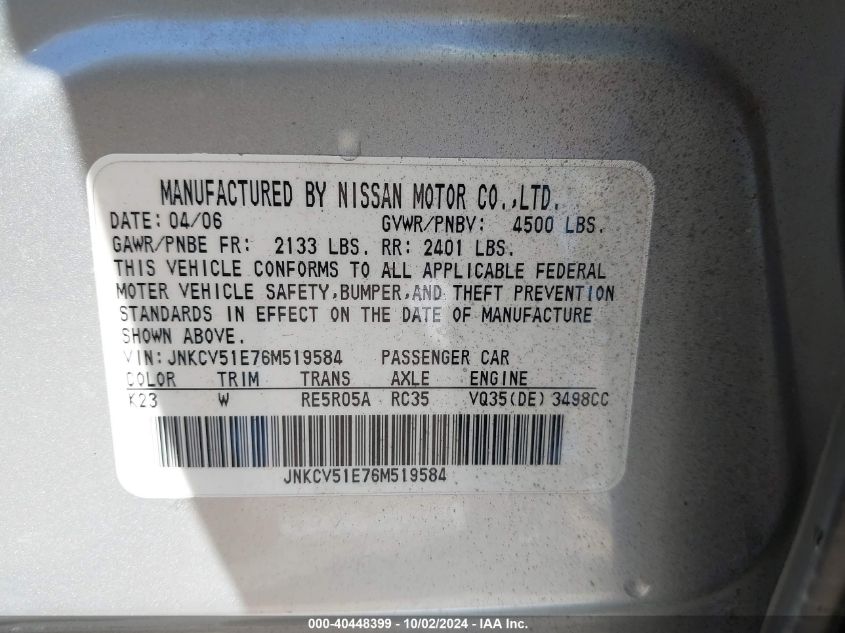 MANUFACTURED BY NISSAN MOTOR CO.,LTD.
DATE: 04/06 GVWR/PNBV: 4500 LBS.
GAWR/PNBE FR: 2133 LBS. RR: 2401 LBS.
THIS VEHICLE CONFORMS TO ALL APPLICABLE FEDERAL
MOTER VEHICLE SAFETY,BUMPER,AND THEFT PREVENTION
STANDARDS IN EFFECT ON THE DATE OF MANUFACTURE
SHOWN ABOVE.
VIN:JNKCV51E76M519584 PASSENGER CAR
COLOR TRIM TRANS AXLE ENGINE
K23 W RE5R05A RC35 VQ35(DE) 3498CC
JNKCV51E76M519584
000-40448399 - 10/02/2024 - IAA Inc.